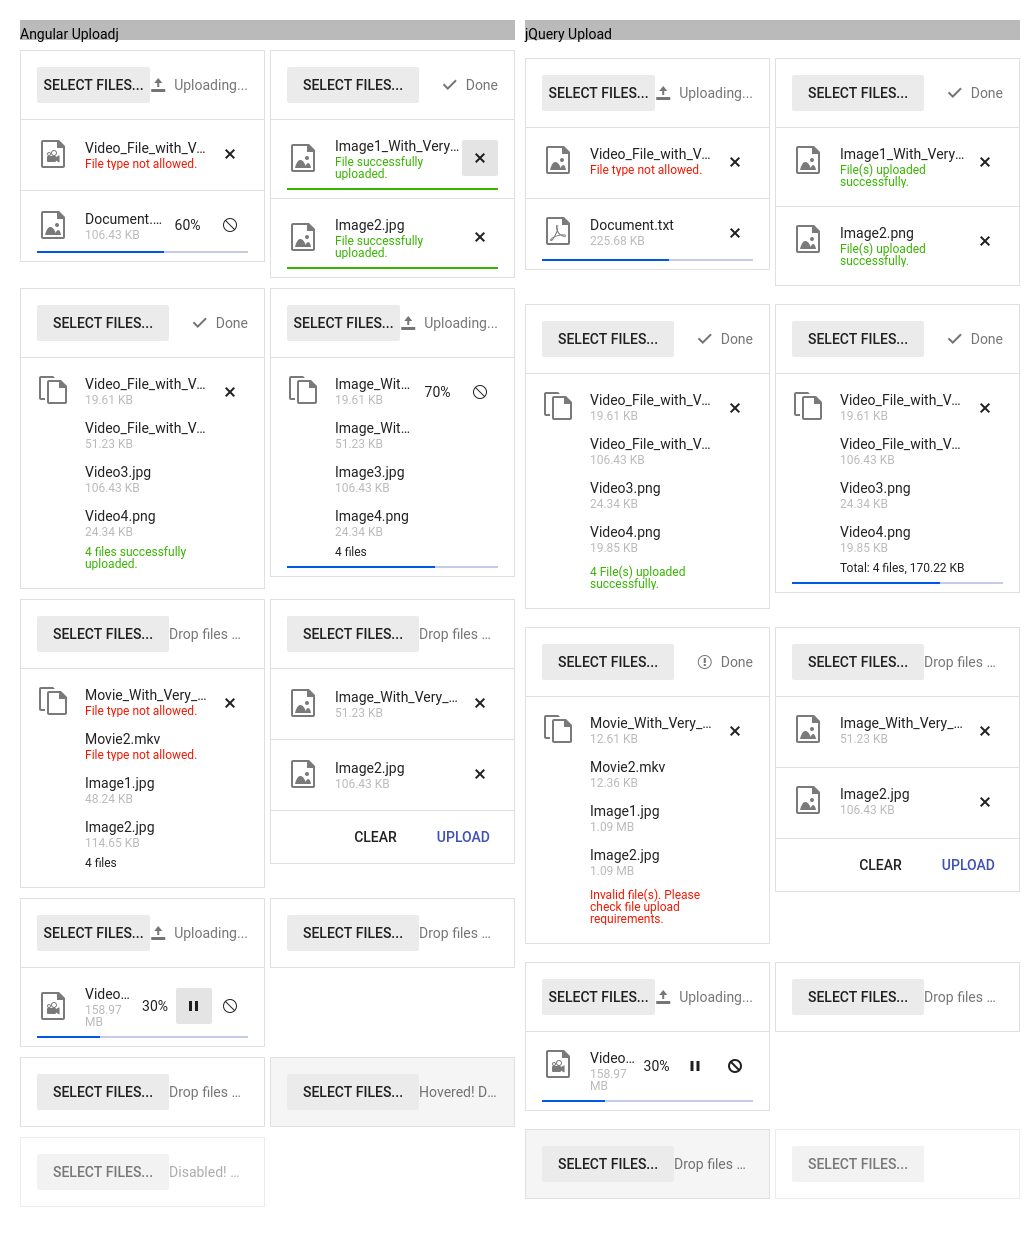 Angular Uploadj
SELECT FILES...
Uploading...
Video_File_with_V...
File type not allowed.
Document....
106.43 KB
60%
SELECT FILES...
Done
Image1_With_Very...
File successfully
uploaded.
Image2.jpg
File successfully
uploaded.
SELECT FILES...
Done
Video_File_with_V...
19.61 KB
Video_File_with_V...
51.23 KB
Video3.jpg
106.43 KB
Video4.png
24.34 KB
4 files successfully
uploaded.
SELECT FILES...
Uploading...
Image_Wit...
19.61 KB
70%
Image_Wit...
51.23 KB
Image3.jpg
106.43 KB
Image4.png
24.34 KB
4 files
SELECT FILES...
Drop files ...
Movie_With_Very_...
File type not allowed.
Movie2.mkv
File type not allowed.
Image1.jpg
48.24 KB
Image2.jpg
114.65 KB
4 files
SELECT FILES...
Drop files ...
Image_With_Very_...
51.23 KB
Image2.jpg
106.43 KB
CLEAR
UPLOAD
SELECT FILES...
Uploading...
Video...
158.97
MB
30%
SELECT FILES...
Drop files ...
SELECT FILES...
Drop files ...
SELECT FILES...
Hovered! D...
SELECT FILES...
Disabled! ...
jQuery Upload
SELECT FILES...
Uploading...
Video_File_with_V...
File type not allowed.
Document.txt
225.68 KB
SELECT FILES...
Done
Image1_With_Very...
File(s) uploaded
successfully.
Image2.png
File(s) uploaded
successfully.
SELECT FILES...
Done
Video_File_with_V...
19.61 KB
Video_File_with_V...
106.43 KB
Video3.png
24.34 KB
Video4.png
19.85 KB
4 File(s) uploaded
successfully.
SELECT FILES...
Done
Video_File_with_V...
19.61 KB
Video_File_with_V...
106.43 KB
Video3.png
24.34 KB
Video4.png
19.85 KB
Total: 4 files, 170.22 KB
SELECT FILES...
Done
Movie_With_Very_...
12.61 KB
Movie2.mkv
12.36 KB
Image1.jpg
1.09 MB
Image2.jpg
1.09 MB
Invalid file(s). Please
check file upload
requirements.
SELECT FILES...
Drop files ...
Image_With_Very_...
51.23 KB
Image2.jpg
106.43 KB
CLEAR
UPLOAD
SELECT FILES...
Uploading...
Video...
158.97
MB
30%
SELECT FILES...
Drop files ...
SELECT FILES...
Drop files ...
SELECT FILES...